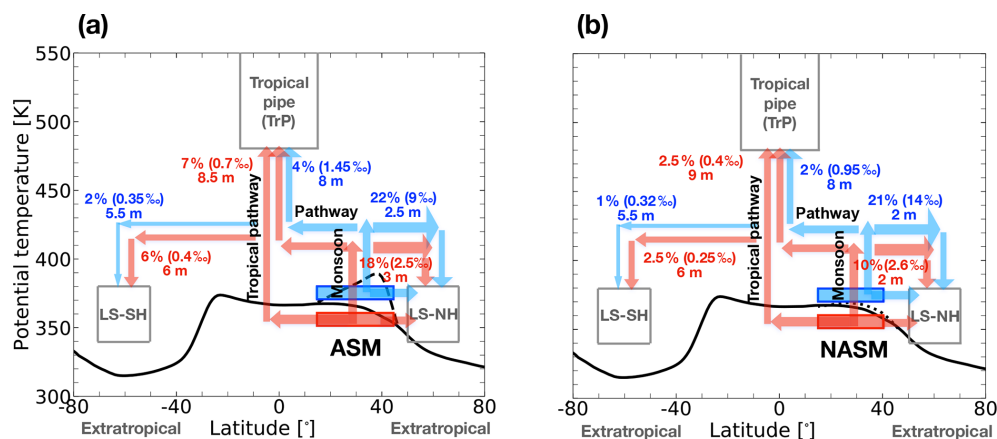 (a)
Potential temperature [K]
550
500
450
400
350
300
Tropical
pipe
(TrP)
7% (0.7‰)
8.5 m
4% (1.45‰)
8 m
2% (0.35‰)
5.5 m
22% (9‰)
2.5 m
Pathway
Tropical pathway
6% (0.4‰)
6 m
18%(2.5‰)
3 m
Monsoon
LS-SH
LS-NH
ASM
-80
-40
0
40
80
Extratropical
Latitude [°]
Extratropical
(b)
Tropical
pipe
(TrP)
2.5% (0.4‰)
9 m
2% (0.95‰)
8 m
1% (0.32‰)
5.5 m
21% (14‰)
2 m
Pathway
Tropical pathway
2.5% (0.25‰)
6 m
10%(2.6‰)
2 m
Monsoon
LS-SH
LS-NH
NASM
-80
-40
0
40
80
Extratropical
Latitude [°]
Extratropical